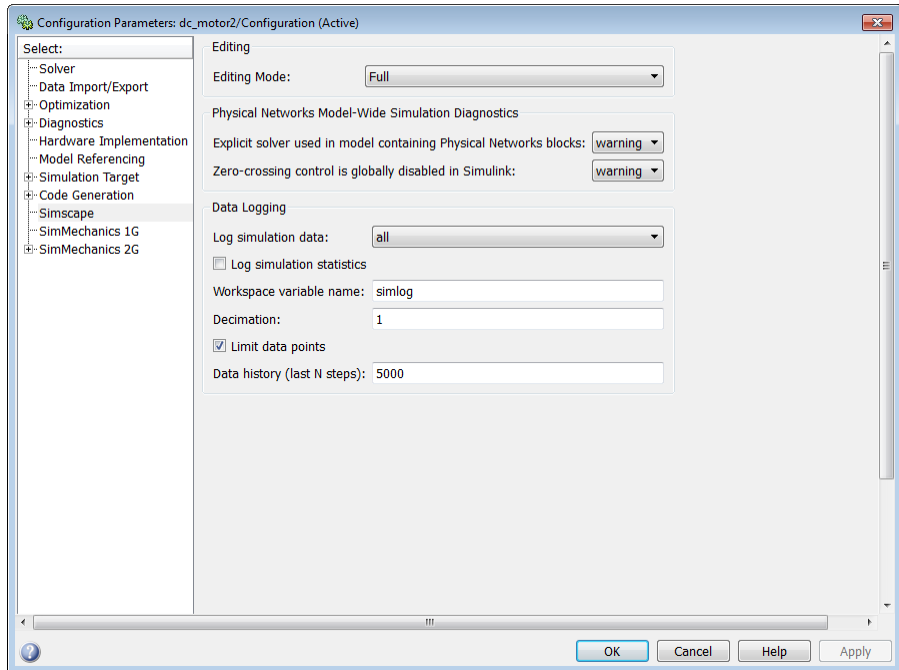 Configuration Parameters: dc_motor2/Configuration (Active)
Select:
Solver
Data Import/Export
Optimization
Diagnostics
Hardware Implementation
Model Referencing
Simulation Target
Code Generation
Simscape
SimMechanics 1G
SimMechanics 2G
Editing
Editing Mode: Full
Physical Networks Model-Wide Simulation Diagnostics
Explicit solver used in model containing Physical Networks blocks: warning
Zero-crossing control is globally disabled in Simulink: warning
Data Logging
Log simulation data: all
Log simulation statistics
Workspace variable name: simlog
Decimation: 1
Limit data points
Data history (last N steps): 5000
? OK Cancel Help Apply